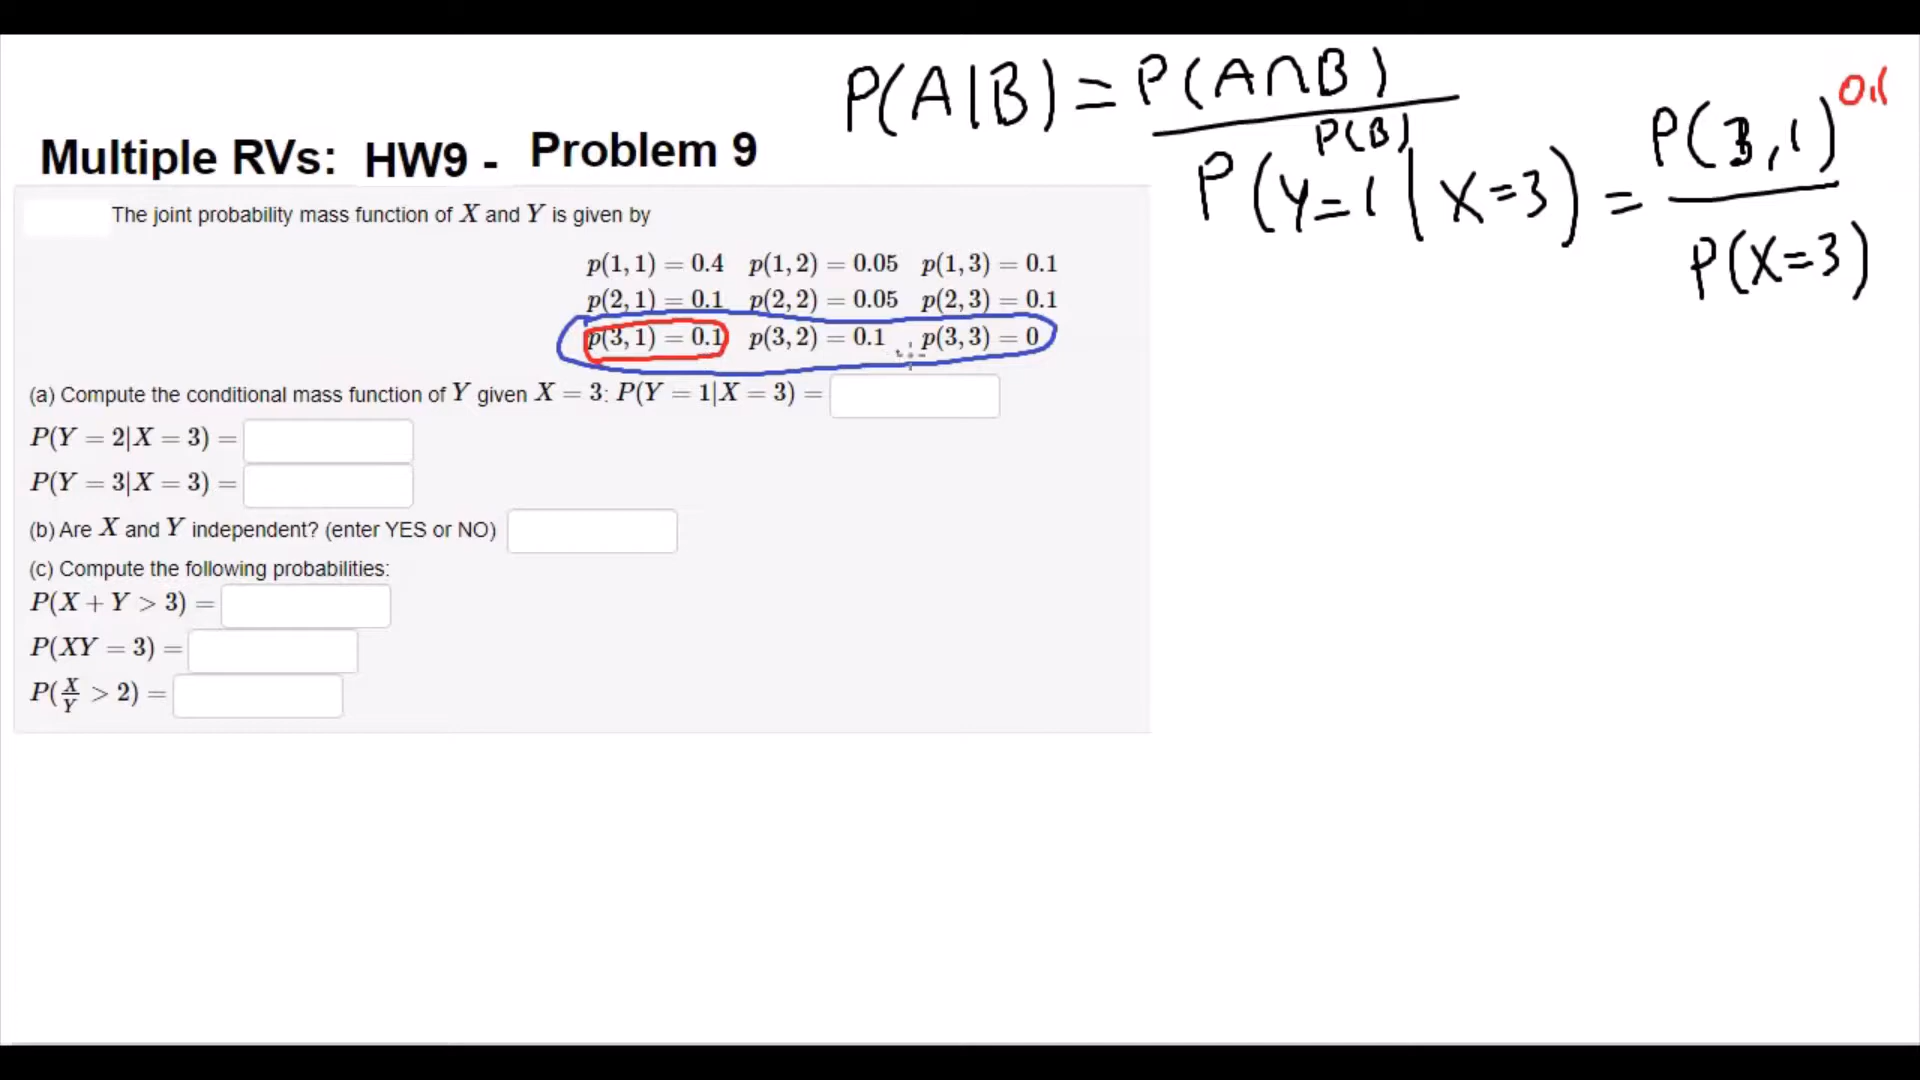 P(A|B) = P(A∩B)
P(B)
Multiple RVs: HW9 - Problem 9
P(Y=1 | X=3) = P(3,1) 0.1
P(X=3)
The joint probability mass function of X and Y is given by
p(1,1) = 0.4 p(1,2) = 0.05 p(1,3) = 0.1
p(2,1) = 0.1 p(2,2) = 0.05 p(2,3) = 0.1
p(3,1) = 0.1 p(3,2) = 0.1 p(3,3) = 0
(a) Compute the conditional mass function of Y given X = 3: P(Y = 1|X = 3) =
P(Y = 2|X = 3) =
P(Y = 3|X = 3) =
(b) Are X and Y independent? (enter YES or NO)
(c) Compute the following probabilities:
P(X + Y > 3) =
P(XY = 3) =
P(X/Y > 2) =